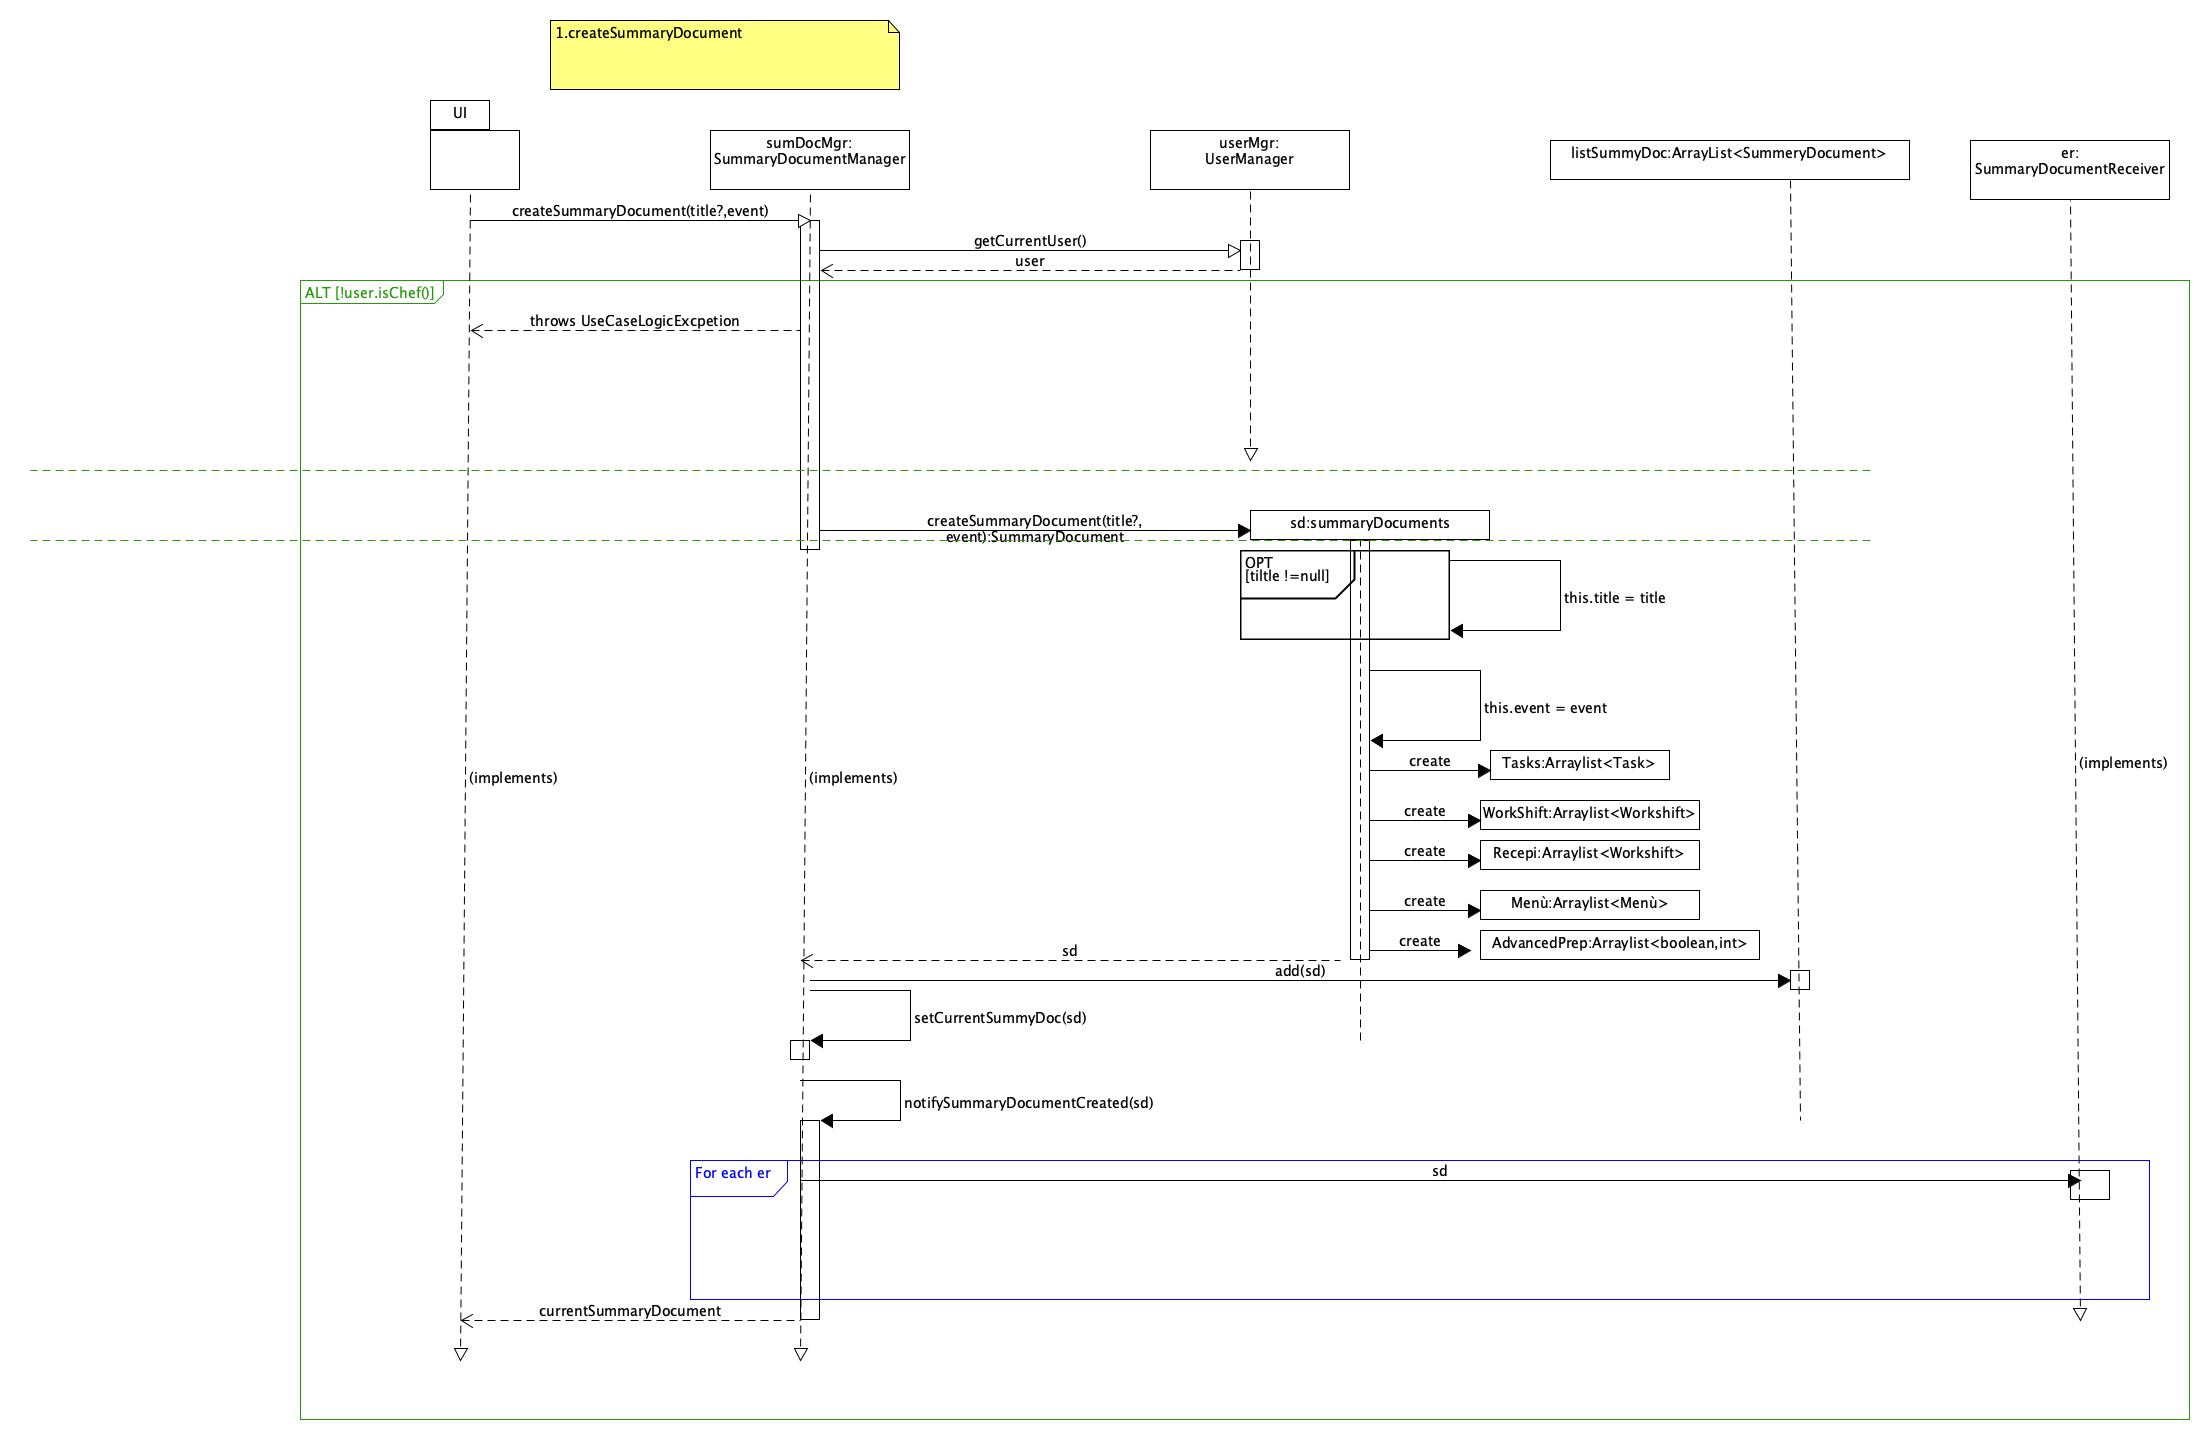 1.createSummaryDocument
UI
sumDocMgr:
SummaryDocumentManager
userMgr:
UserManager
listSummyDoc:ArrayList<SummeryDocument>
er:
SummaryDocumentReceiver
createSummaryDocument(title?,event)
getCurrentUser()
user
ALT [!user.isChef()]
throws UseCaseLogicExcpetion
createSummaryDocument(title?,
event):SummaryDocument
sd:summaryDocuments
OPT
[tiltle !=null]
this.title = title
this.event = event
create
Tasks:Arraylist<Task>
(implements)
(implements)
(implements)
create
WorkShift:Arraylist<Workshift>
create
Recepi:Arraylist<Workshift>
create
Menù:Arraylist<Menù>
create
AdvancedPrep:Arraylist<boolean,int>
sd
add(sd)
setCurrentSummyDoc(sd)
notifySummaryDocumentCreated(sd)
For each er
sd
currentSummaryDocument